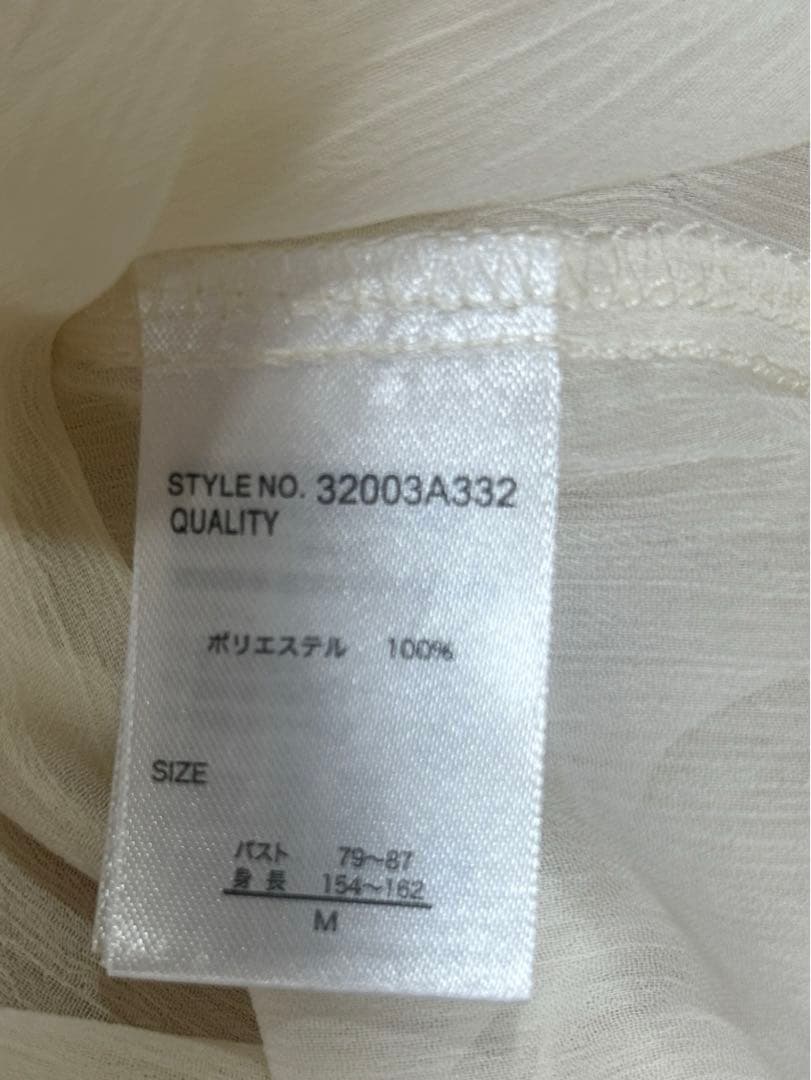 STYLE NO. 32003A332
QUALITY
ポリエステル 100%
SIZE
バスト 79〜87
身長 154〜162
M